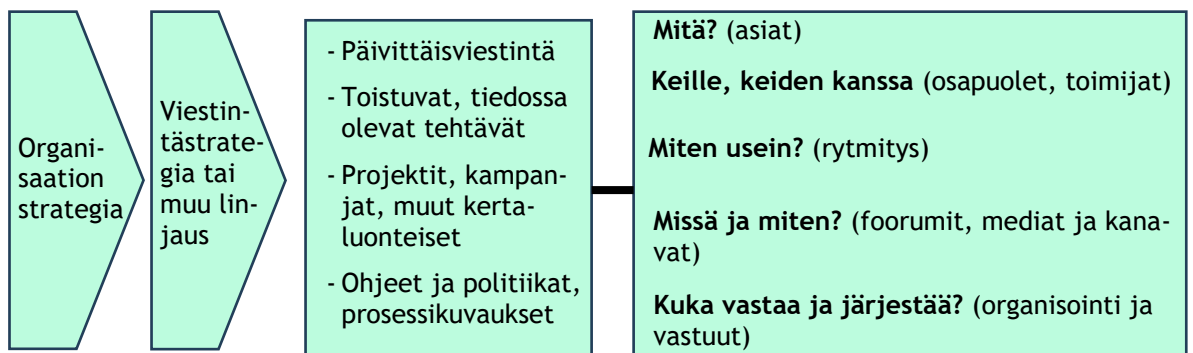 Organi-
saation
strategia
Viestin-
tästrate-
gia tai
muu lin-
jaus
- Päivittäisviestintä
- Toistuvat, tiedossa
olevat tehtävät
- Projektit, kampan-
jat, muut kerta-
luonteiset
- Ohjeet ja politiikat,
prosessikuvaukset
Mitä? (asiat)
Keille, keiden kanssa (osapuolet, toimijat)
Miten usein? (rytmitys)
Missä ja miten? (foorumit, mediat ja kana-
vat)
Kuka vastaa ja järjestää? (organisointi ja
vastuut)